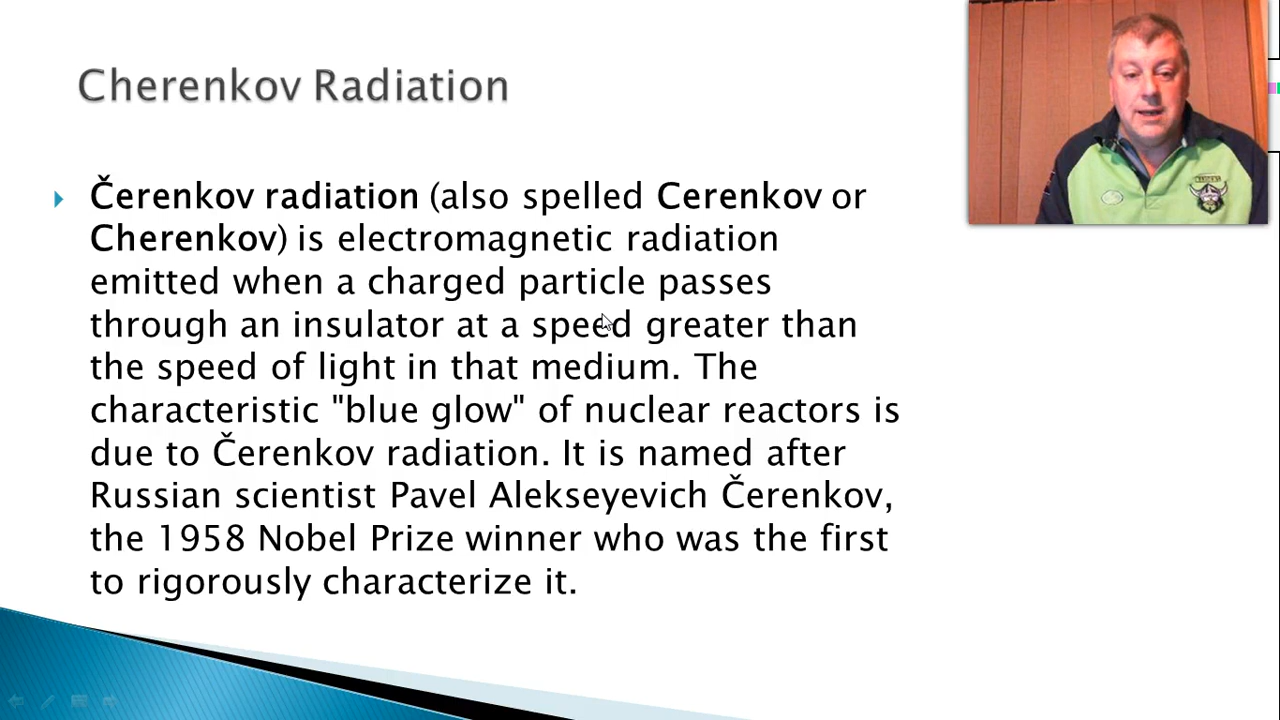 Cherenkov Radiation
Čerenkov radiation (also spelled Cerenkov or
Cherenkov) is electromagnetic radiation
emitted when a charged particle passes
through an insulator at a speed greater than
the speed of light in that medium. The
characteristic "blue glow" of nuclear reactors is
due to Čerenkov radiation. It is named after
Russian scientist Pavel Alekseyevich Čerenkov,
the 1958 Nobel Prize winner who was the first
to rigorously characterize it.